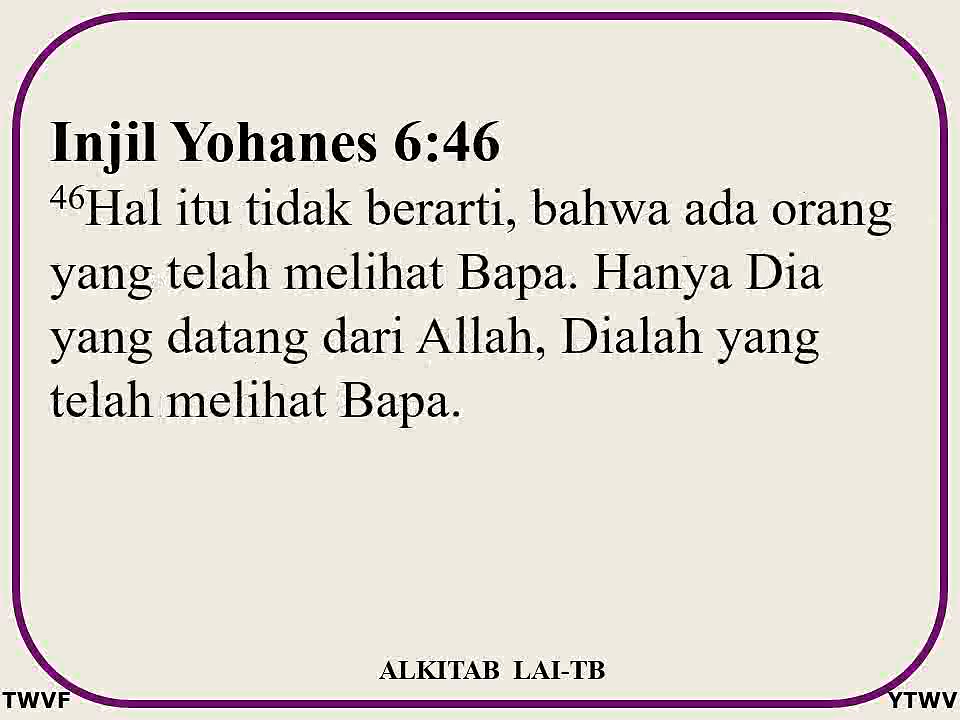 Injil Yohanes 6:46
46Hal itu tidak berarti, bahwa ada orang
yang telah melihat Bapa. Hanya Dia
yang datang dari Allah, Dialah yang
telah melihat Bapa.
ALKITAB LAI-TB
TWVF
YTWV